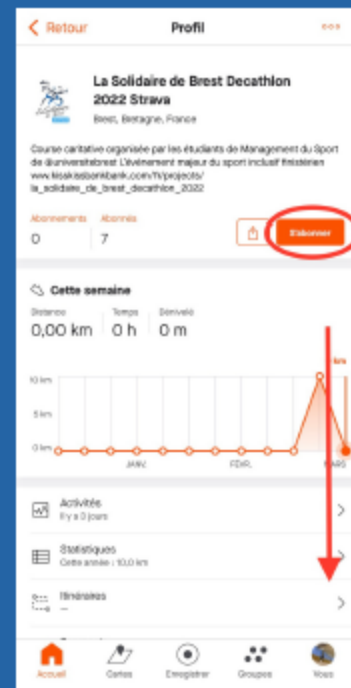 Retour
Profil
La Solidaire de Brest Decathlon
2022 Strava
Brest, Bretagne, France
Course caritative organisée par les étudiants de Management du Sport
de @universitebrest L'événement majeur du sport inclusif finistérien
www.kisskissbankbank.com/fr/projects/
la_solidaire_de_brest_decathlon_2022
Abonnements Abonnés
0 7
S'abonner
Cette semaine
Distance Temps Dénivelé
0,00 km 0 h 0 m
km
10 km
5 km
0 km
JANV. FÉVR. MARS
Activités
Il y a 3 jours
Statistiques
Cette année : 10,0 km
Itinéraires
—
Accueil Cartes Enregistrer Groupes Vous